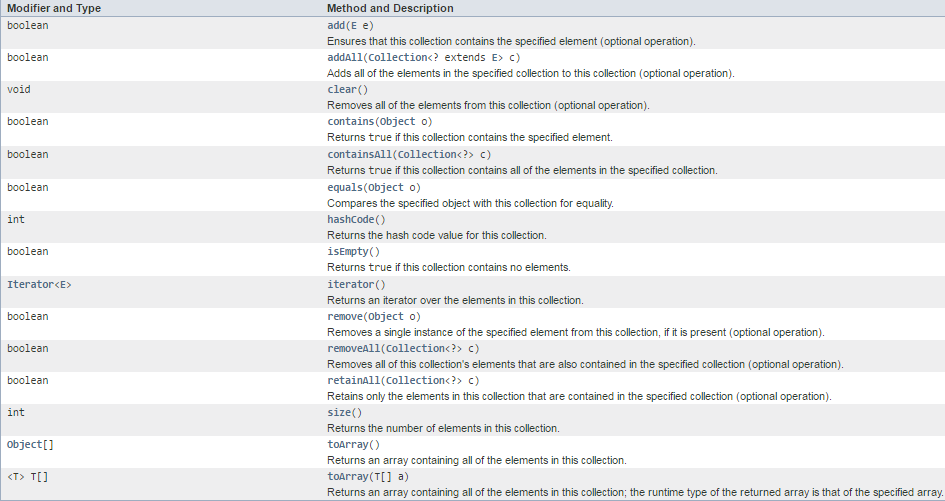 Modifier and Type Method and Description
boolean add(E e)
Ensures that this collection contains the specified element (optional operation).
boolean addAll(Collection<? extends E> c)
Adds all of the elements in the specified collection to this collection (optional operation).
void clear()
Removes all of the elements from this collection (optional operation).
boolean contains(Object o)
Returns true if this collection contains the specified element.
boolean containsAll(Collection<?> c)
Returns true if this collection contains all of the elements in the specified collection.
boolean equals(Object o)
Compares the specified object with this collection for equality.
int hashCode()
Returns the hash code value for this collection.
boolean isEmpty()
Returns true if this collection contains no elements.
Iterator<E> iterator()
Returns an iterator over the elements in this collection.
boolean remove(Object o)
Removes a single instance of the specified element from this collection, if it is present (optional operation).
boolean removeAll(Collection<?> c)
Removes all of this collection's elements that are also contained in the specified collection (optional operation).
boolean retainAll(Collection<?> c)
Retains only the elements in this collection that are contained in the specified collection (optional operation).
int size()
Returns the number of elements in this collection.
Object[] toArray()
Returns an array containing all of the elements in this collection.
<T> T[] toArray(T[] a)
Returns an array containing all of the elements in this collection; the runtime type of the returned array is that of the specified array.